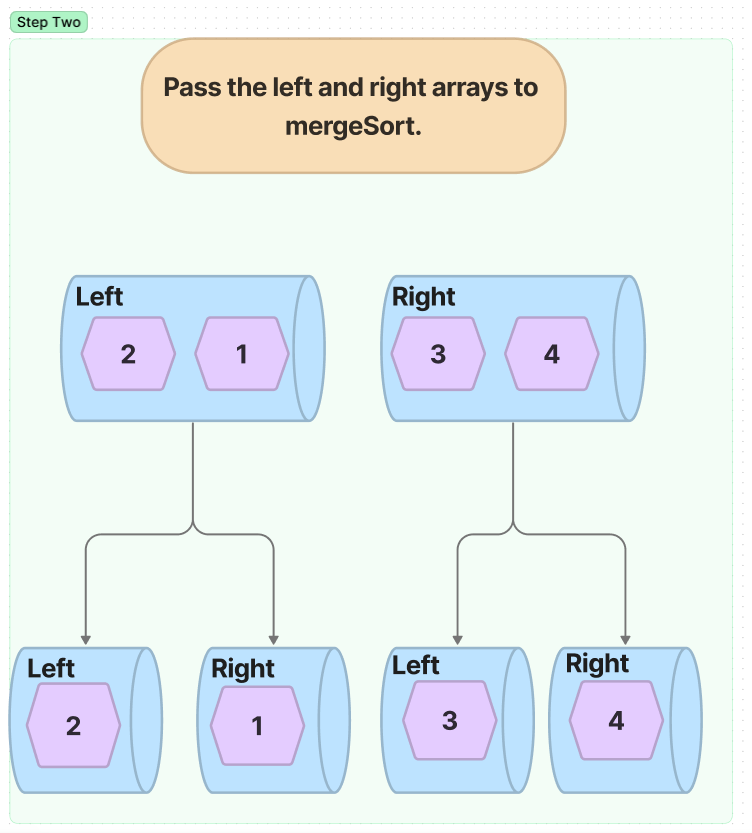 Step Two
Pass the left and right arrays to
mergeSort.
Left
2 1
Right
3 4
Left
2
Right
1
Left
3
Right
4